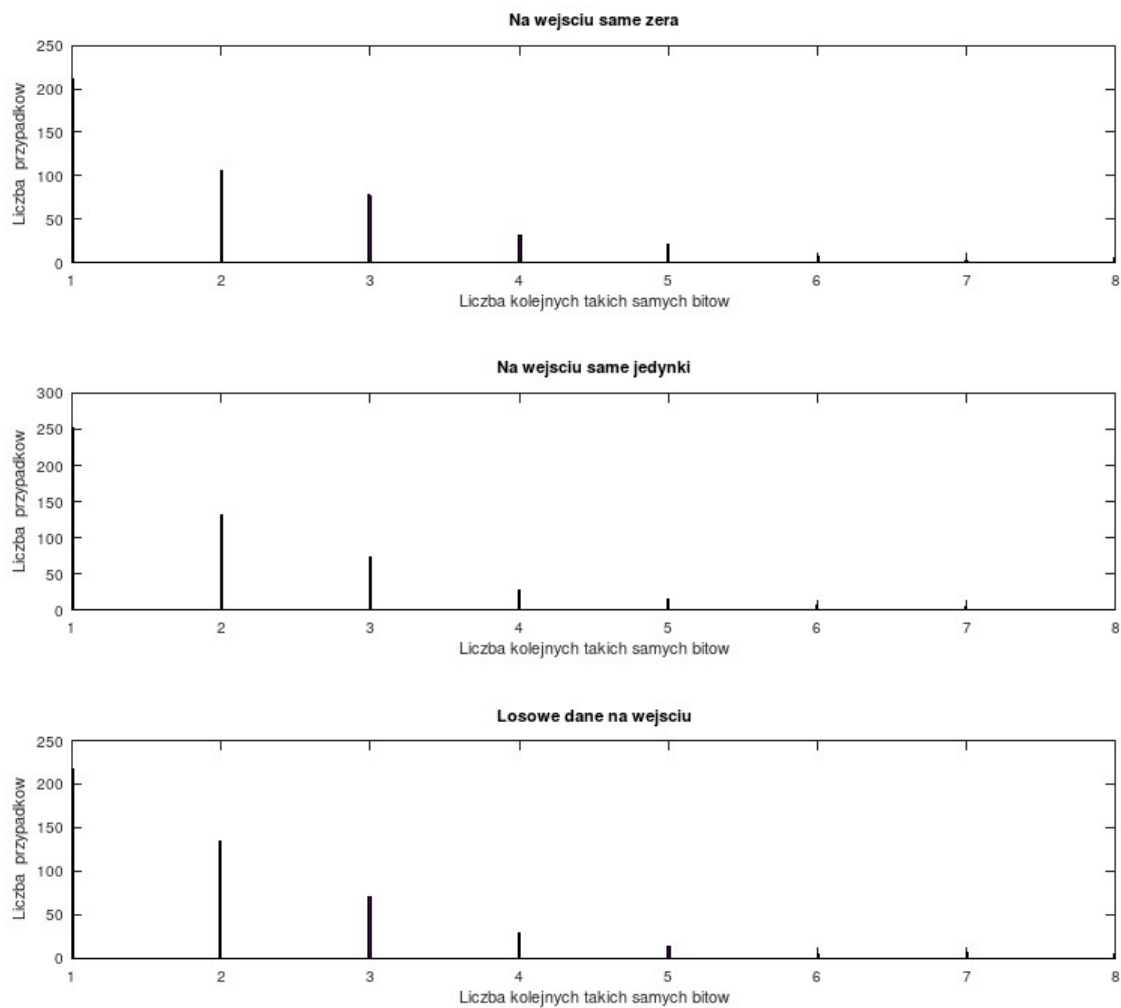 Na wejsciu same zera
250
200
150
100
50
0
Liczba przypadkow
1 2 3 4 5 6 7 8
Liczba kolejnych takich samych bitow
Na wejsciu same jedynki
300
250
200
150
100
50
0
Liczba przypadkow
1 2 3 4 5 6 7 8
Liczba kolejnych takich samych bitow
Losowe dane na wejsciu
250
200
150
100
50
0
Liczba przypadkow
1 2 3 4 5 6 7 8
Liczba kolejnych takich samych bitow